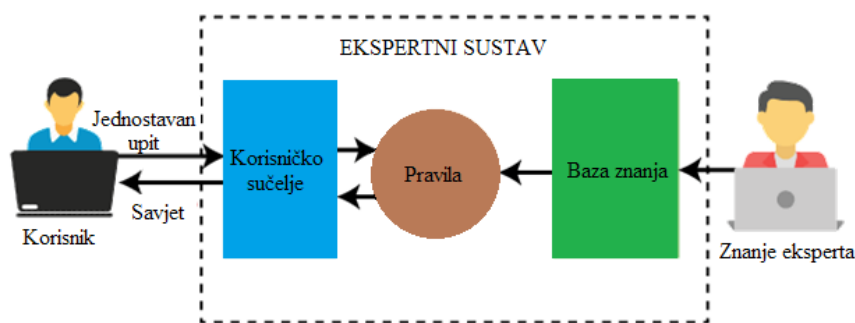 EKSPERTNI SUSTAV
Jednostavan
upit
Savjet
Korisnik
Korisničko
sučelje
Pravila
Baza znanja
Znanje eksperta